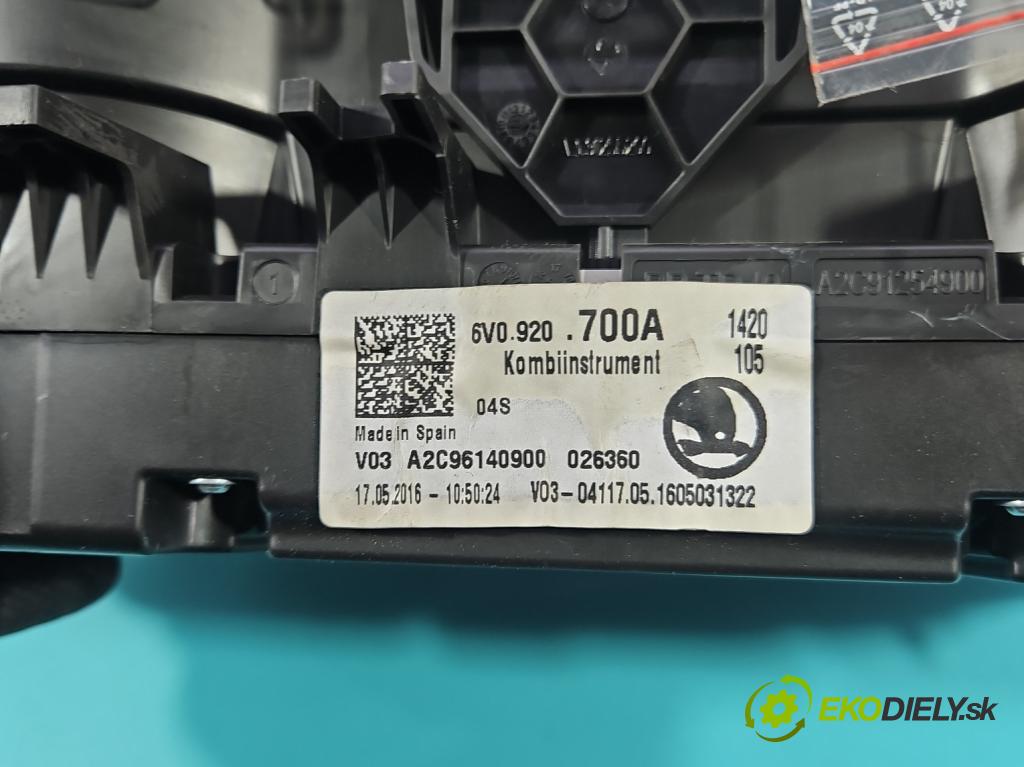 1
A2C91254900
6V0.920 .700A 1420
Kombiinstrument 105
04S
Made in Spain
V03 A2C96140900 026360
17.05.2016 - 10:50:24 V03-04117.05.1605031322
EKODIELY.sk